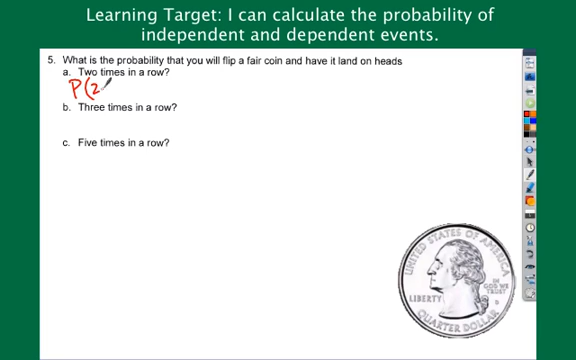 Learning Target: I can calculate the probability of
independent and dependent events.
5. What is the probability that you will flip a fair coin and have it land on heads
a. Two times in a row?
P(2
b. Three times in a row?
c. Five times in a row?
UNITED STATES OF AMERICA
LIBERTY
IN
GOD WE
TRUST
D
QUARTER DOLLAR